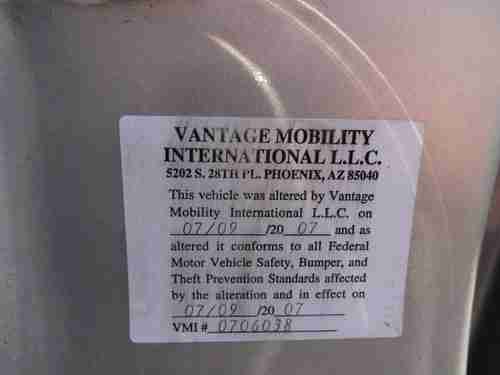 VANTAGE MOBILITY
INTERNATIONAL L.L.C.
5202 S. 28TH PL. PHOENIX, AZ 85040
This vehicle was altered by Vantage
Mobility International L.L.C. on
07/09 /20 07 and as
altered it conforms to all Federal
Motor Vehicle Safety, Bumper, and
Theft Prevention Standards affected
by the alteration and in effect on
07/09 /20 07
VMI # 0706038